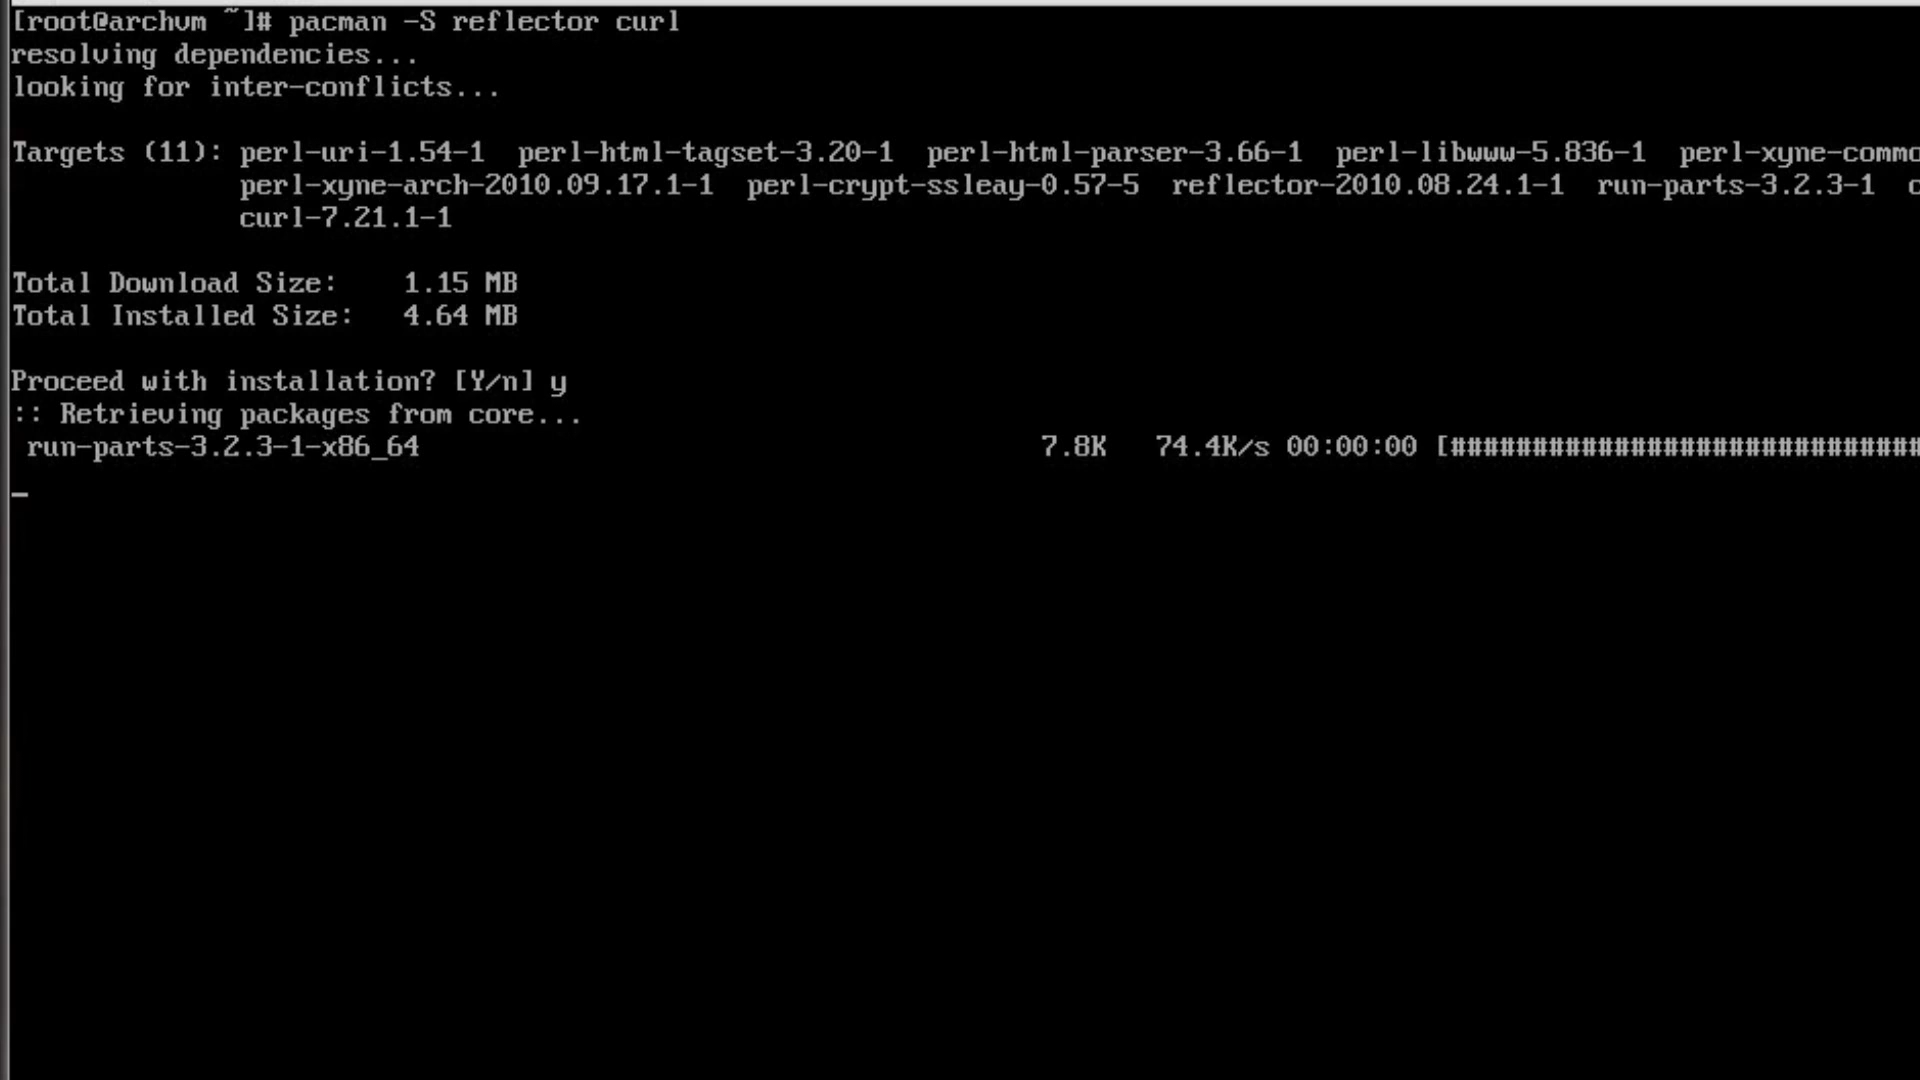 [root@archvm ~]# pacman -S reflector curl
resolving dependencies...
looking for inter-conflicts...
Targets (11): perl-uri-1.54-1  perl-html-tagset-3.20-1  perl-html-parser-3.66-1  perl-libwww-5.836-1  perl-xyne-commo
perl-xyne-arch-2010.09.17.1-1  perl-crypt-ssleay-0.57-5  reflector-2010.08.24.1-1  run-parts-3.2.3-1
curl-7.21.1-1
Total Download Size:    1.15 MB
Total Installed Size:   4.64 MB
Proceed with installation? [Y/n] y
:: Retrieving packages from core...
run-parts-3.2.3-1-x86_64 7.8K   74.4K/s 00:00:00 [#############################